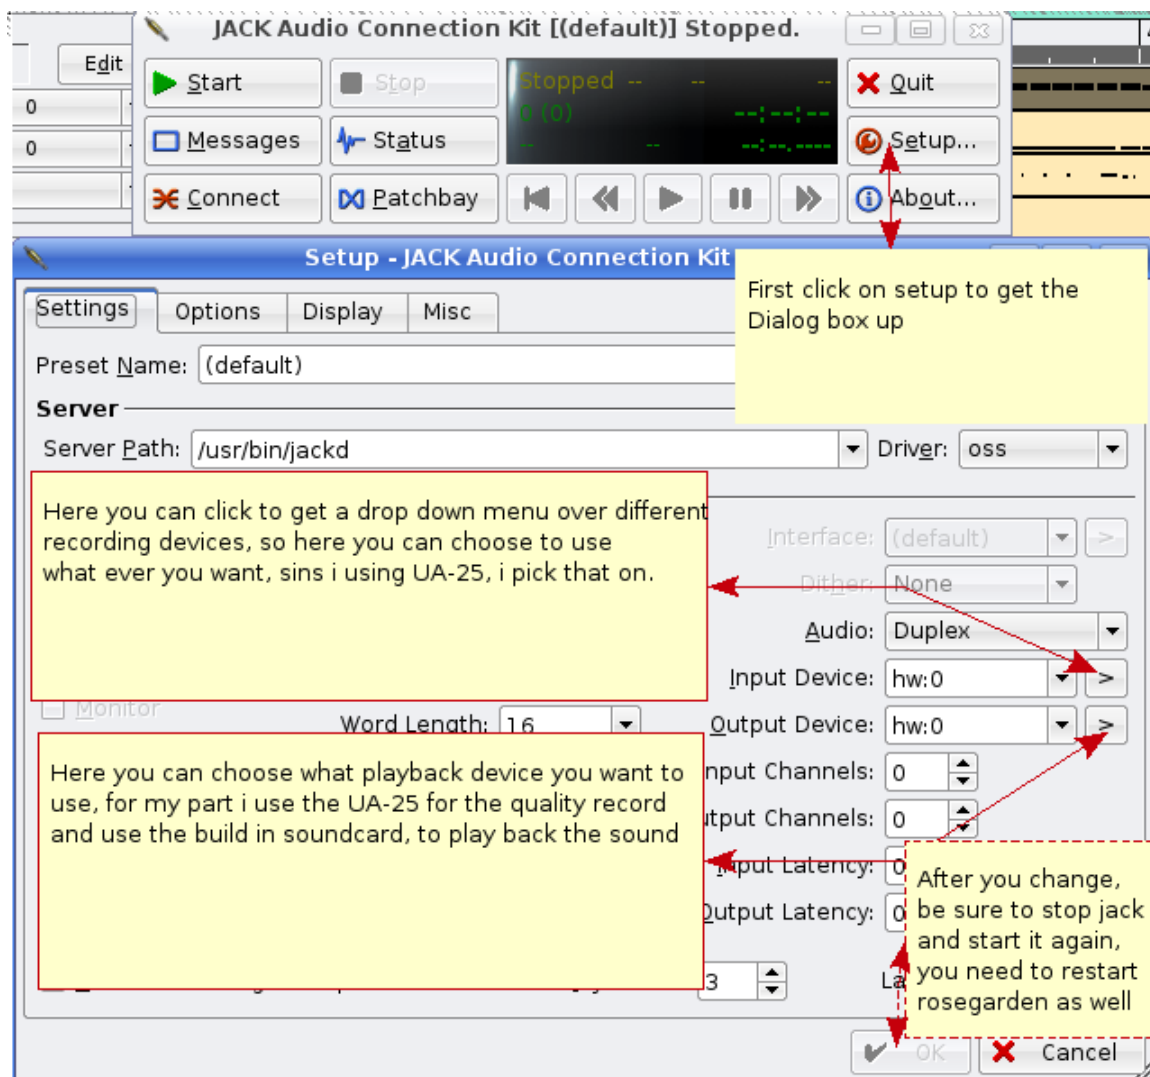 JACK Audio Connection Kit [(default)] Stopped.
Edit
Start
Stop
Stopped -- -- --
Quit
0
0 (0) --:--:--
Messages
Status
-- -- --:--.----
Setup...
0
Connect
Patchbay
About...
Setup - JACK Audio Connection Kit
First click on setup to get the
Dialog box up
Settings
Options
Display
Misc
Preset Name: (default)
Server
Server Path: /usr/bin/jackd
Driver: oss
Here you can click to get a drop down menu over different
recording devices, so here you can choose to use
what ever you want, sins i using UA-25, i pick that on.
Interface: (default) >
Dither: None
Audio: Duplex
Input Device: hw:0 >
Monitor
Word Length: 16
Output Device: hw:0 >
Here you can choose what playback device you want to
use, for my part i use the UA-25 for the quality record
and use the build in soundcard, to play back the sound
nput Channels: 0
utput Channels: 0
Input Latency: 0
Output Latency: 0
After you change,
be sure to stop jack
and start it again,
you need to restart
rosegarden as well
3
La
OK
Cancel